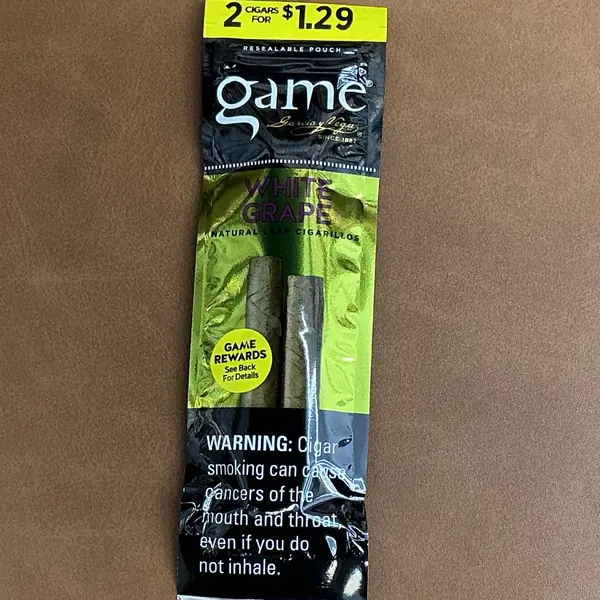 2 CIGARS FOR $1.29
RESEALABLE POUCH
game®
Garcia y Vega®
SINCE 1882
WHITE
GRAPE
NATURAL LEAF CIGARILLOS
GAME
REWARDS
See Back
For Details
WARNING: Cigar
smoking can cause
cancers of the
mouth and throat,
even if you do
not inhale.